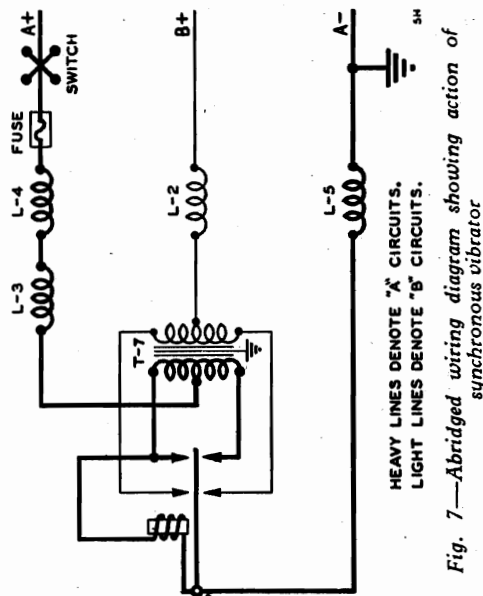 A+
SWITCH
FUSE
L-4
L-3
B+
L-2
T-7
A-
L-5
SH
HEAVY LINES DENOTE "A" CIRCUITS.
LIGHT LINES DENOTE "B" CIRCUITS.
Fig. 7—Abridged wiring diagram showing action of
synchronous vibrator